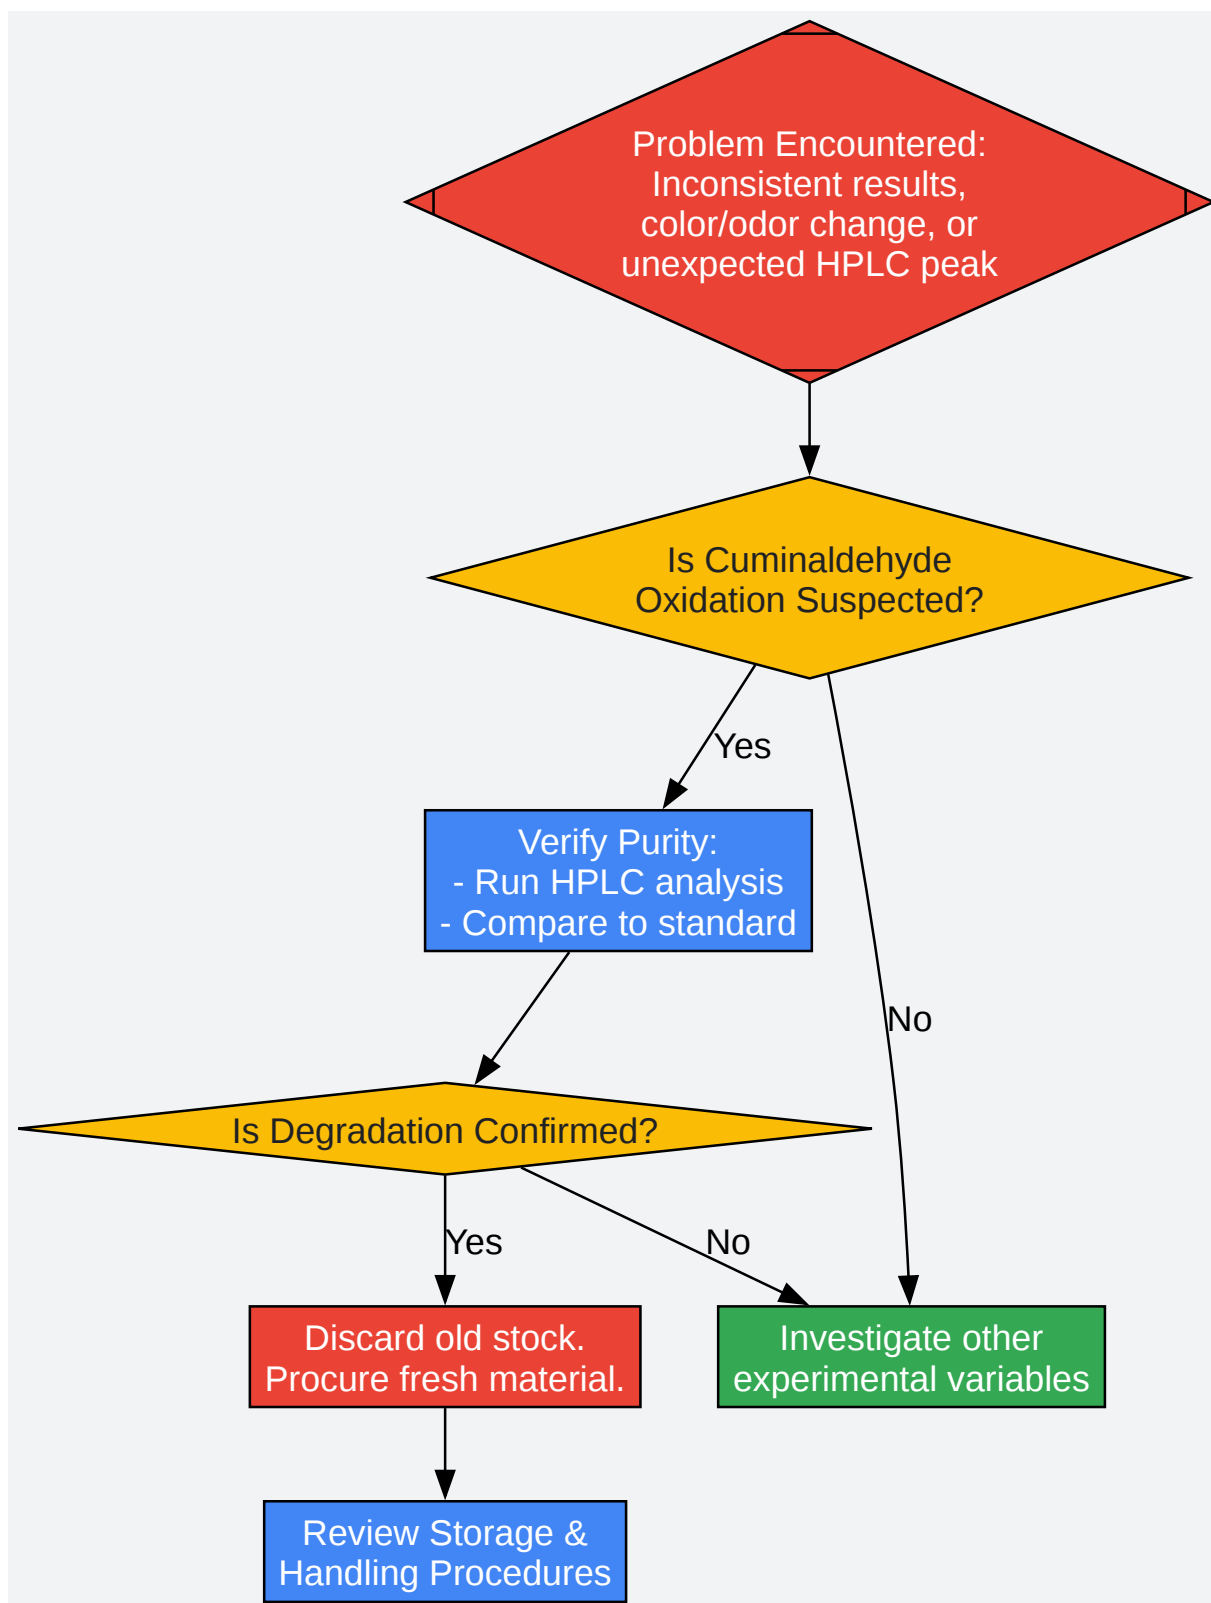 Problem Encountered:
Inconsistent results,
color/odor change, or
unexpected HPLC peak
Is Cuminaldehyde
Oxidation Suspected?
Yes
Verify Purity:
- Run HPLC analysis
- Compare to standard
No
Is Degradation Confirmed?
Yes
No
Discard old stock.
Procure fresh material.
Investigate other
experimental variables
Review Storage &
Handling Procedures